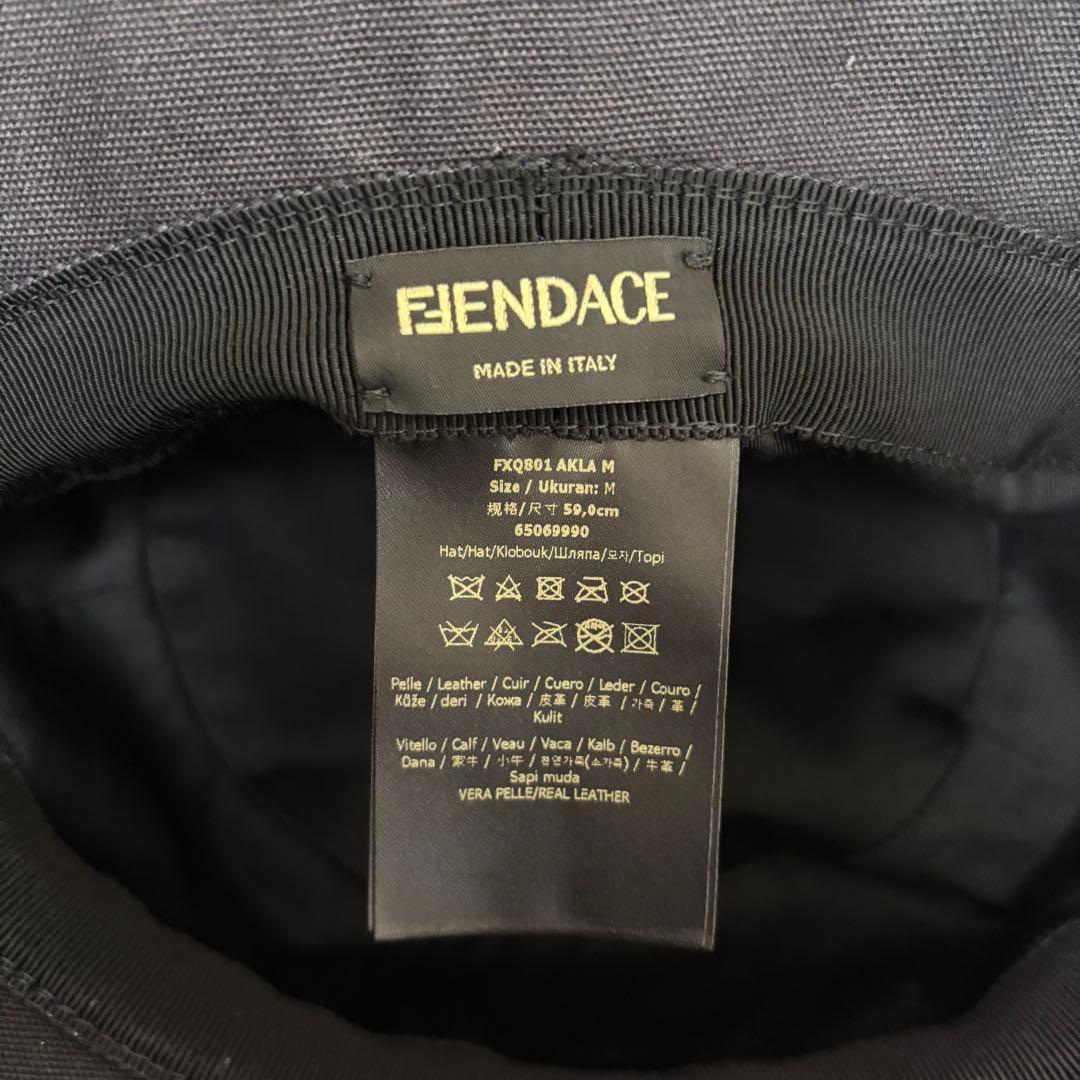 FENDACE
MADE IN ITALY
FXQ801 AKLA M
Size / Ukuran: M
规格/尺寸 59,0cm
65069990
Hat/Hat/Klobouk/Шляпа/모자/Topi
Pelle / Leather / Cuir / Cuero / Leder / Couro /
Kůže / deri / Кожа / 皮革 / 皮革 / 가죽 / 革 /
Kulit
Vitello / Calf / Veau / Vaca / Kalb / Bezerro /
Dana / 小牛 / 천연가죽(소가죽) / 牛革 /
Sapi muda
VERA PELLE/REAL LEATHER